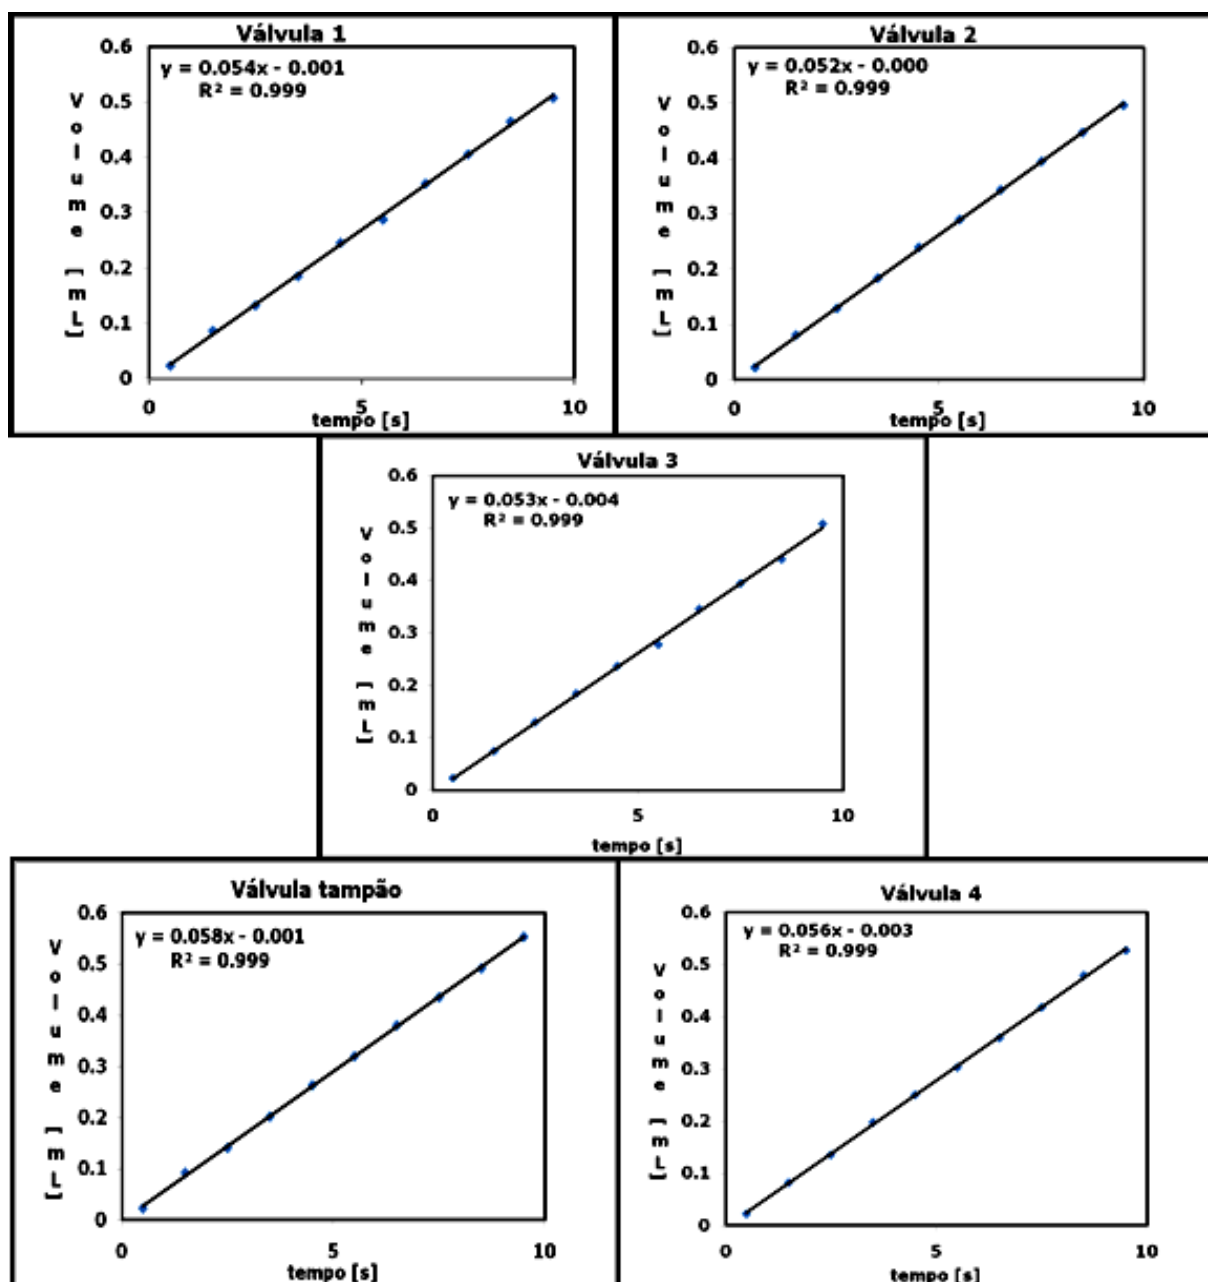 Válvula 1
y = 0.054x - 0.001
R² = 0.999
0.6
0.5
0.4
0.3
0.2
0.1
0
Volume [mL]
0 5 10
tempo [s]
Válvula 2
y = 0.052x - 0.000
R² = 0.999
0.6
0.5
0.4
0.3
0.2
0.1
0
Volume [mL]
0 5 10
tempo [s]
Válvula 3
y = 0.053x - 0.004
R² = 0.999
0.6
0.5
0.4
0.3
0.2
0.1
0
Volume [mL]
0 5 10
tempo [s]
Válvula tampão
y = 0.058x - 0.001
R² = 0.999
0.6
0.5
0.4
0.3
0.2
0.1
0
Volume [mL]
0 5 10
tempo [s]
Válvula 4
y = 0.056x - 0.003
R² = 0.999
0.6
0.5
0.4
0.3
0.2
0.1
0
Volume [mL]
0 5 10
tempo [s]